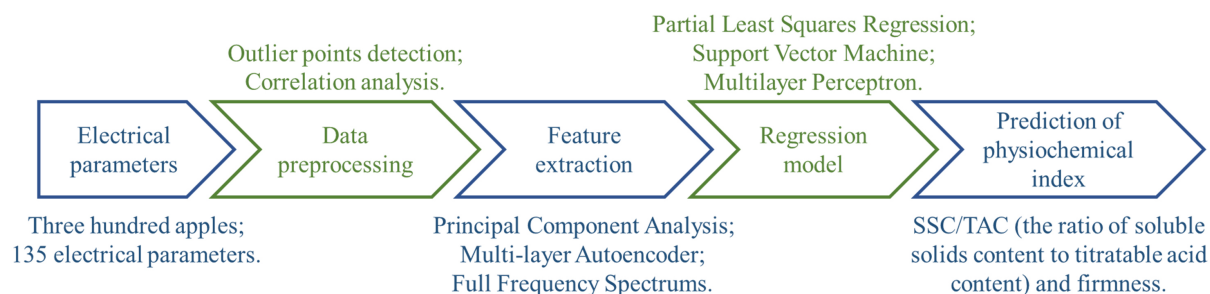 Electrical
parameters
Three hundred apples;
135 electrical parameters.
Outlier points detection;
Correlation analysis.
Data
preprocessing
Feature
extraction
Principal Component Analysis;
Multi-layer Autoencoder;
Full Frequency Spectrums.
Partial Least Squares Regression;
Support Vector Machine;
Multilayer Perceptron.
Regression
model
Prediction of
physiochemical
index
SSC/TAC (the ratio of soluble
solids content to titratable acid
content) and firmness.